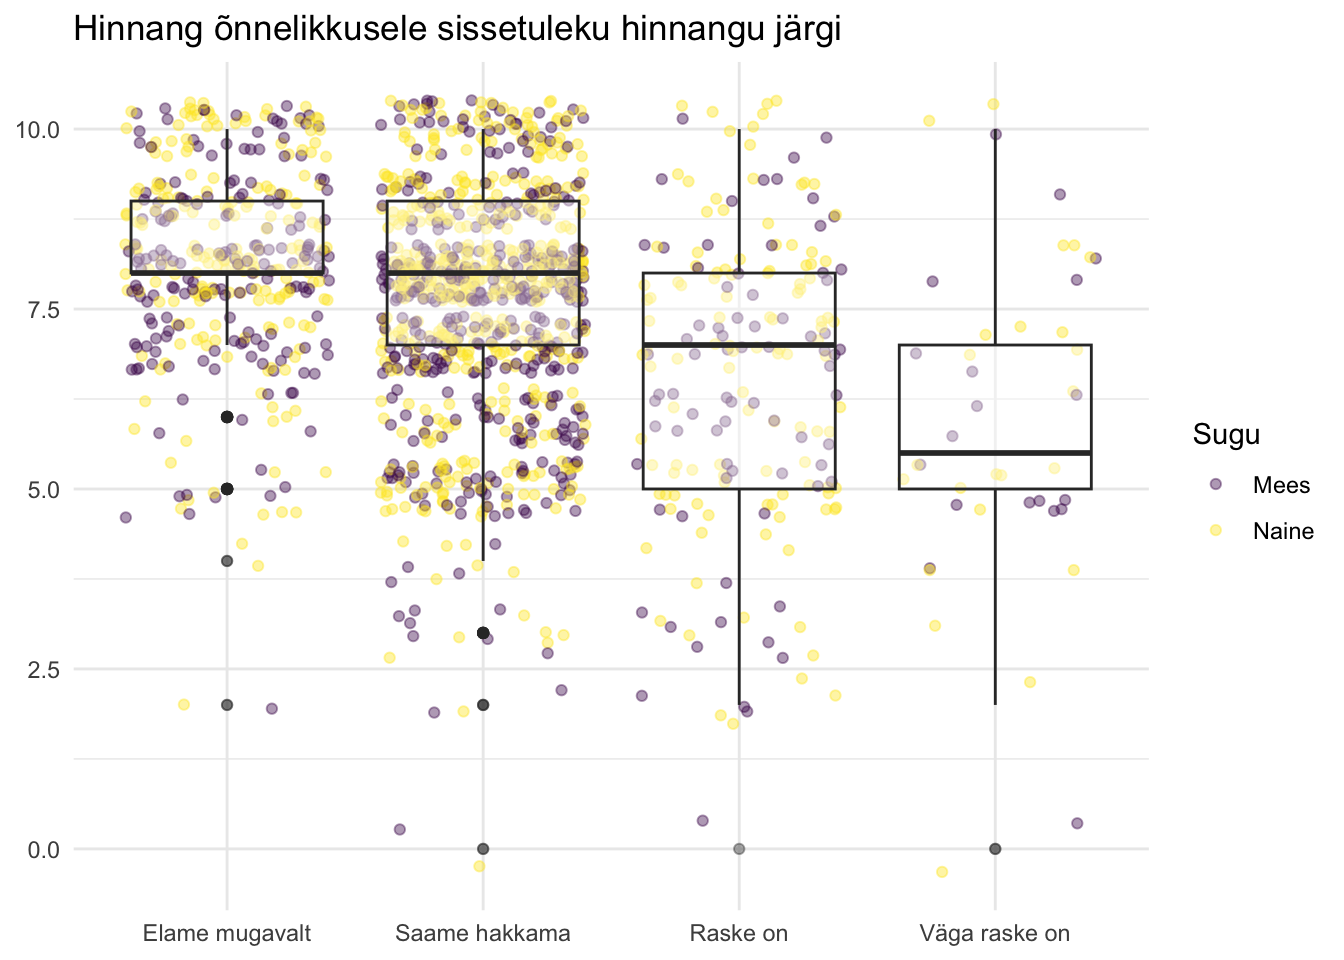 Hinnang õnnelikkusele sissetuleku hinnangu järgi
10.0
7.5
5.0
2.5
0.0
Elame mugavalt
Saame hakkama
Raske on
Väga raske on
Sugu
Mees
Naine